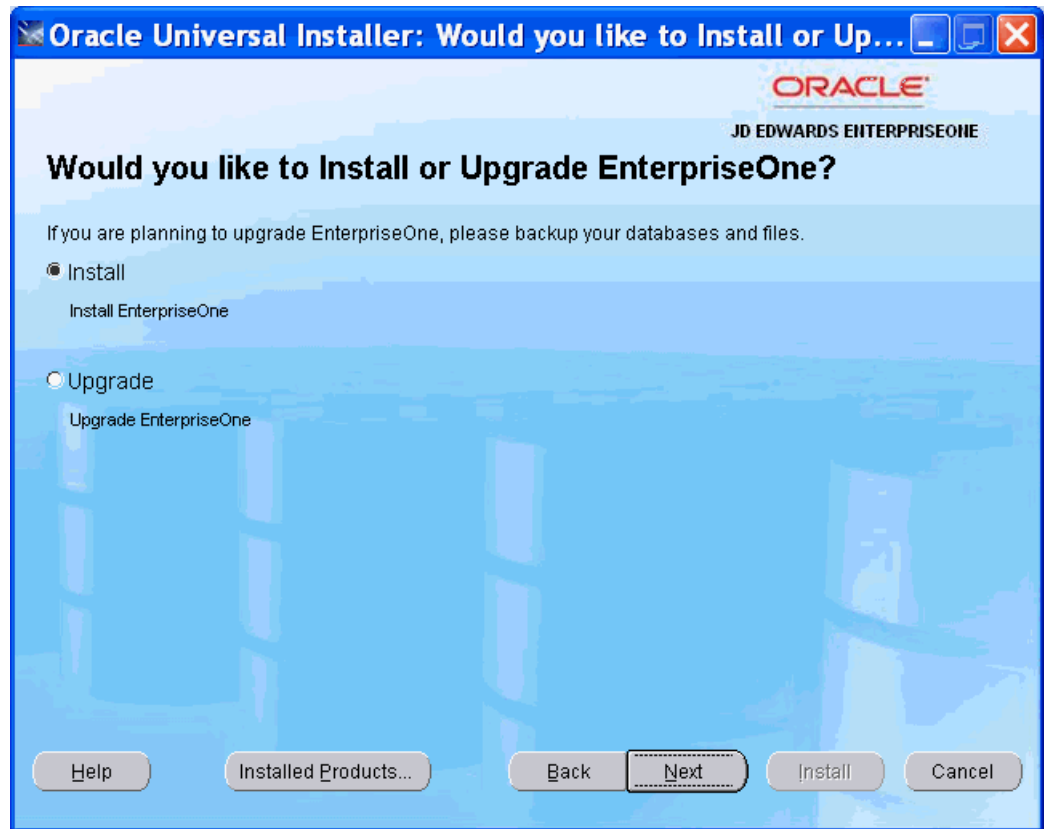 Oracle Universal Installer: Would you like to Install or Up...
ORACLE
JD EDWARDS ENTERPRISEONE
Would you like to Install or Upgrade EnterpriseOne?
If you are planning to upgrade EnterpriseOne, please backup your databases and files.
Install
Install EnterpriseOne
Upgrade
Upgrade EnterpriseOne
Help Installed Products... Back Next Install Cancel